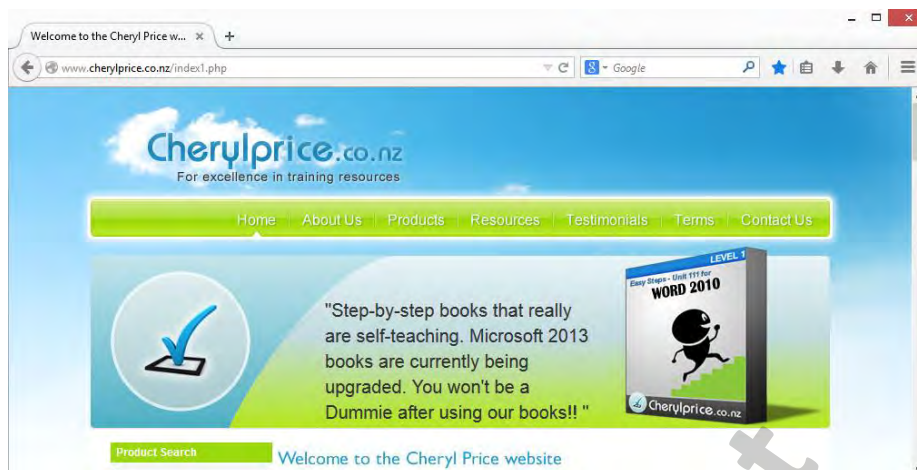 Welcome to the Cheryl Price w...
www.cherylprice.co.nz/index1.php
Google
Cherylprice.co.nz
For excellence in training resources
Home About Us Products Resources Testimonials Terms Contact Us
"Step-by-step books that really
are self-teaching. Microsoft 2013
books are currently being
upgraded. You won't be a
Dummie after using our books!! "
LEVEL 1
Easy Steps - Unit 111 for
WORD 2010
Cherylprice.co.nz
Product Search
Welcome to the Cheryl Price website